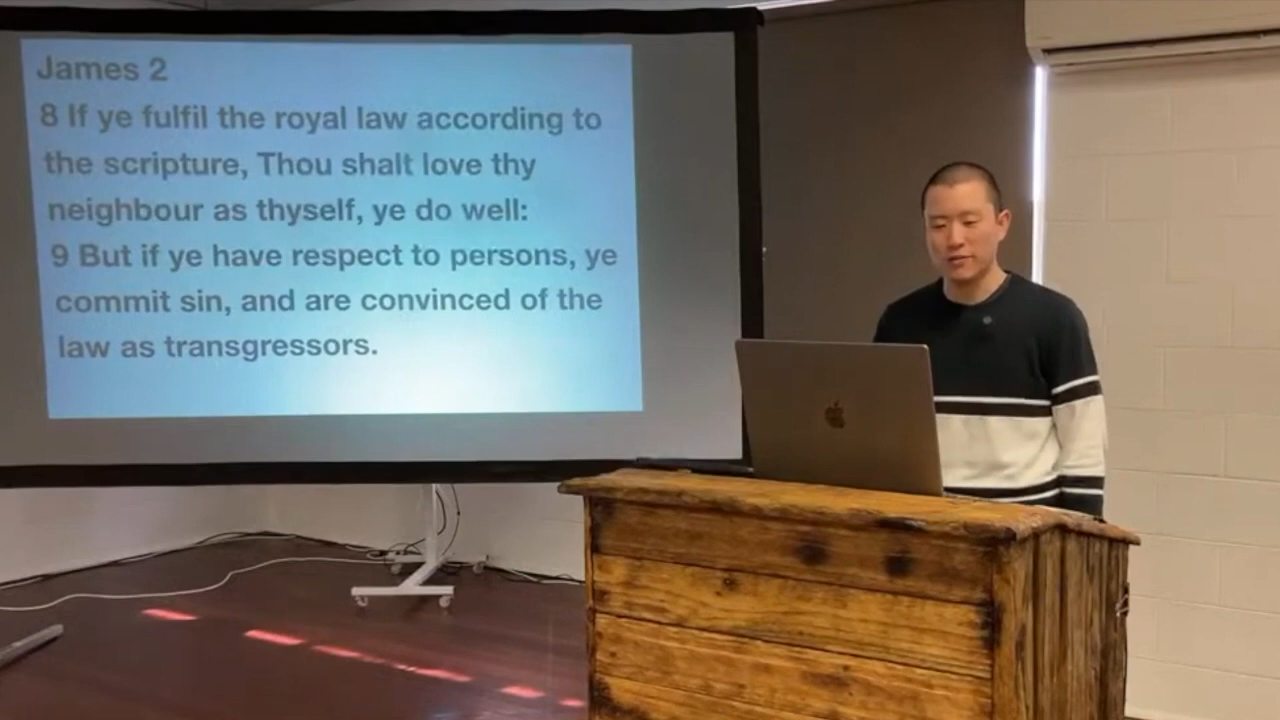 James 2
8 If ye fulfil the royal law according to
the scripture, Thou shalt love thy
neighbour as thyself, ye do well:
9 But if ye have respect to persons, ye
commit sin, and are convinced of the
law as transgressors.